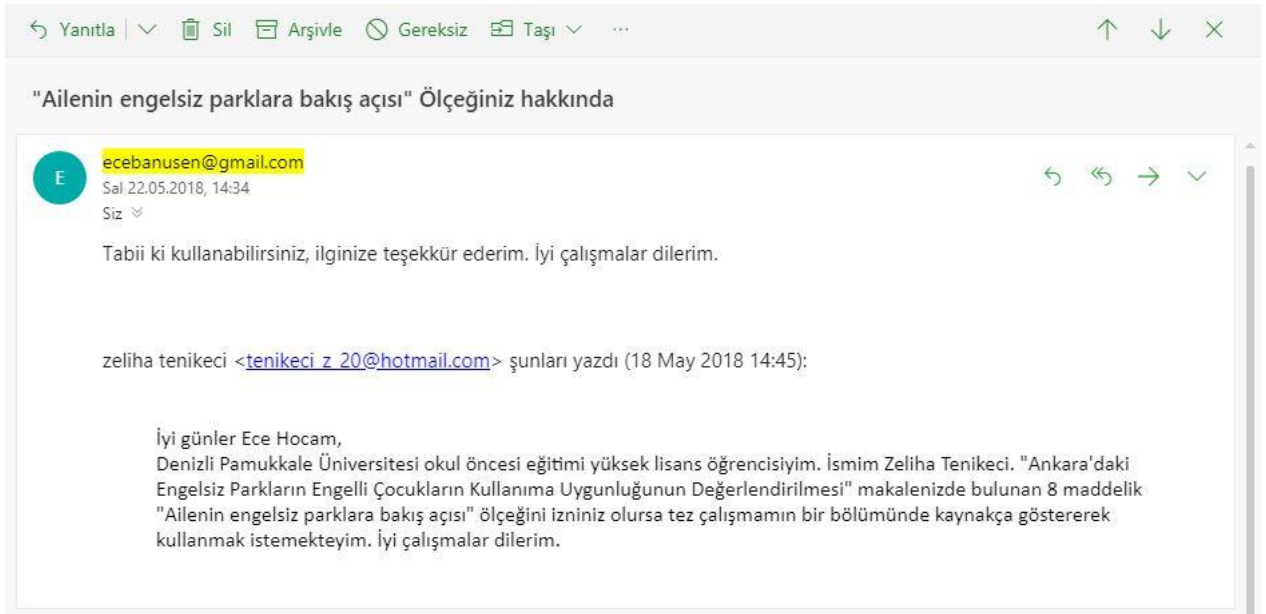 Yanıtla Sil Arşivle Gereksiz Taşı ...
"Ailenin engelsiz parklara bakış açısı" Ölçeğiniz hakkında
E
ecebanusen@gmail.com
Sal 22.05.2018, 14:34
Siz
Tabii ki kullanabilirsiniz, ilginize teşekkür ederim. İyi çalışmalar dilerim.
zeliha tenikeci <tenikeci_z_20@hotmail.com> şunları yazdı (18 May 2018 14:45):
İyi günler Ece Hocam,
Denizli Pamukkale Üniversitesi okul öncesi eğitimi yüksek lisans öğrencisiyim. İsmim Zeliha Tenikeci. "Ankara'daki
Engelsiz Parkların Engelli Çocukların Kullanıma Uygunluğunun Değerlendirilmesi" makalenizde bulunan 8 maddelik
"Ailenin engelsiz parklara bakış açısı" ölçeğini izniniz olursa tez çalışmamın bir bölümünde kaynakça göstererek
kullanmak istemekteyim. İyi çalışmalar dilerim.